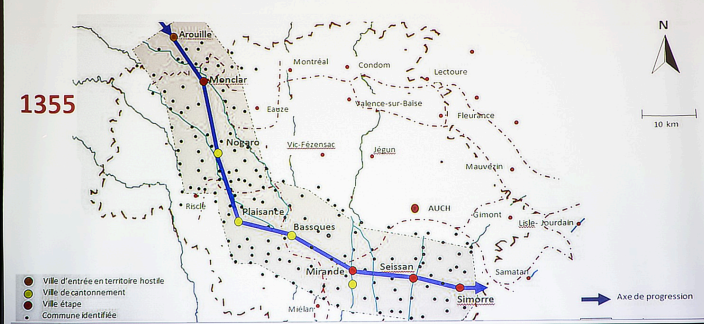 N
Arouille
Monclar
Montréal
Condom
Lectoure
1355
Eauze
Valence-sur-Baïse
Fleurance
10 km
Nogaro
Vic-Fézensac
Jégun
Mauvezin
Riscle
Plaisance
AUCH
Gimont
Lisle-Jourdain
Bassoues
Mirande
Seissan
Samatan
Simorre
Miélan
Ville d'entrée en territoire hostile
Ville de cantonnement
Ville étape
Commune identifiée
Axe de progression